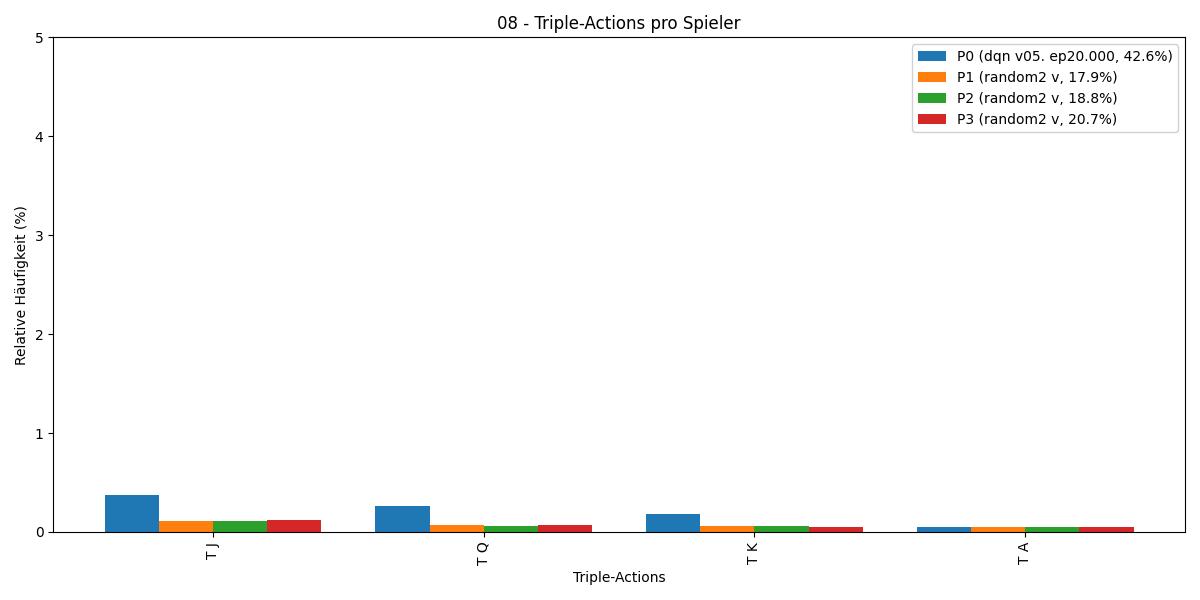 08 - Triple-Actions pro Spieler
5
4
3
2
1
0
Relative Häufigkeit (%)
P0 (dqn v05. ep20.000, 42.6%)
P1 (random2 v, 17.9%)
P2 (random2 v, 18.8%)
P3 (random2 v, 20.7%)
T J
T Q
T K
T A
Triple-Actions